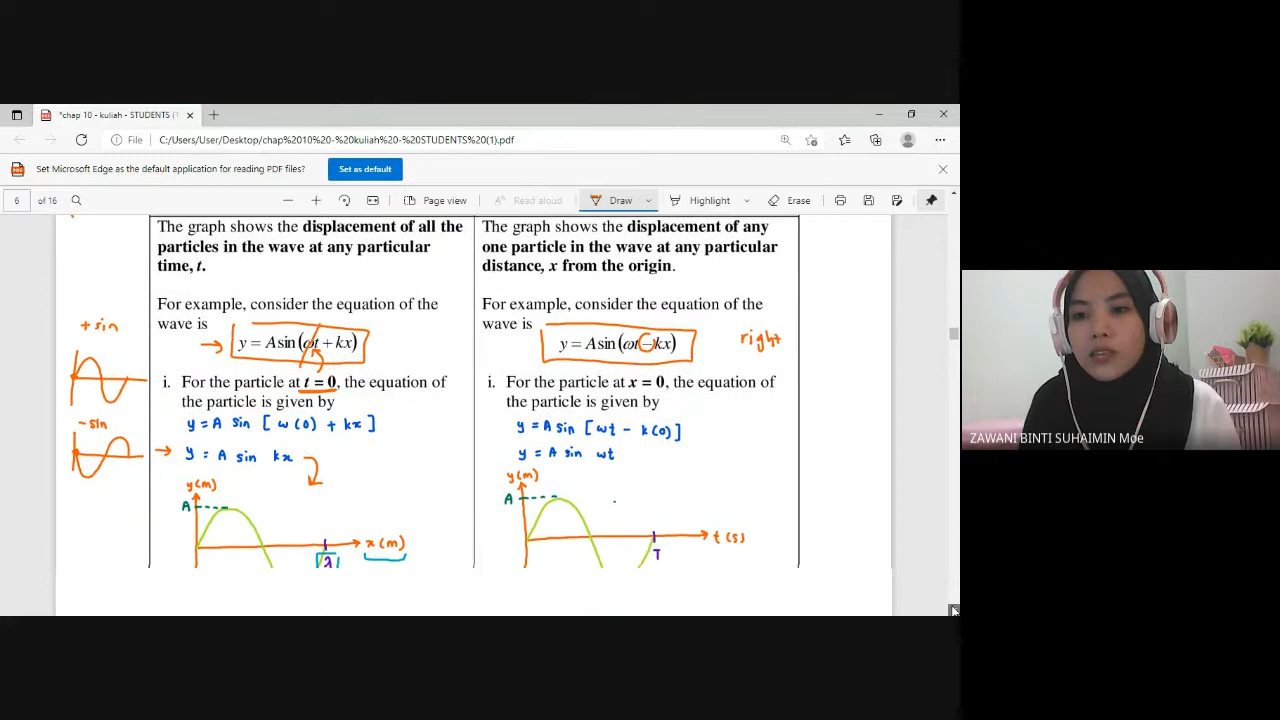 *chap 10 - kuliah - STUDENTS (1
File C:/Users/User/Desktop/chap%2010%20-%20kuliah%20-%20STUDENTS%20(1).pdf
Set Microsoft Edge as the default application for reading PDF files? Set as default
6 of 16 Page view Read aloud Draw Highlight Erase
The graph shows the displacement of all the
particles in the wave at any particular
time, t.
For example, consider the equation of the
wave is
y = A sin(ωt + kx)
i. For the particle at t = 0, the equation of
the particle is given by
y = A sin [ w(0) + kx ]
y = A sin kx
y(m)
A
x(m)
λ
+ sin
- sin
The graph shows the displacement of any
one particle in the wave at any particular
distance, x from the origin.
For example, consider the equation of the
wave is
y = A sin(ωt − kx)
right
i. For the particle at x = 0, the equation of
the particle is given by
y = A sin [ wt - k(0) ]
y = A sin wt
y(m)
A
t(s)
T
ZAWANI BINTI SUHAIMIN Moe